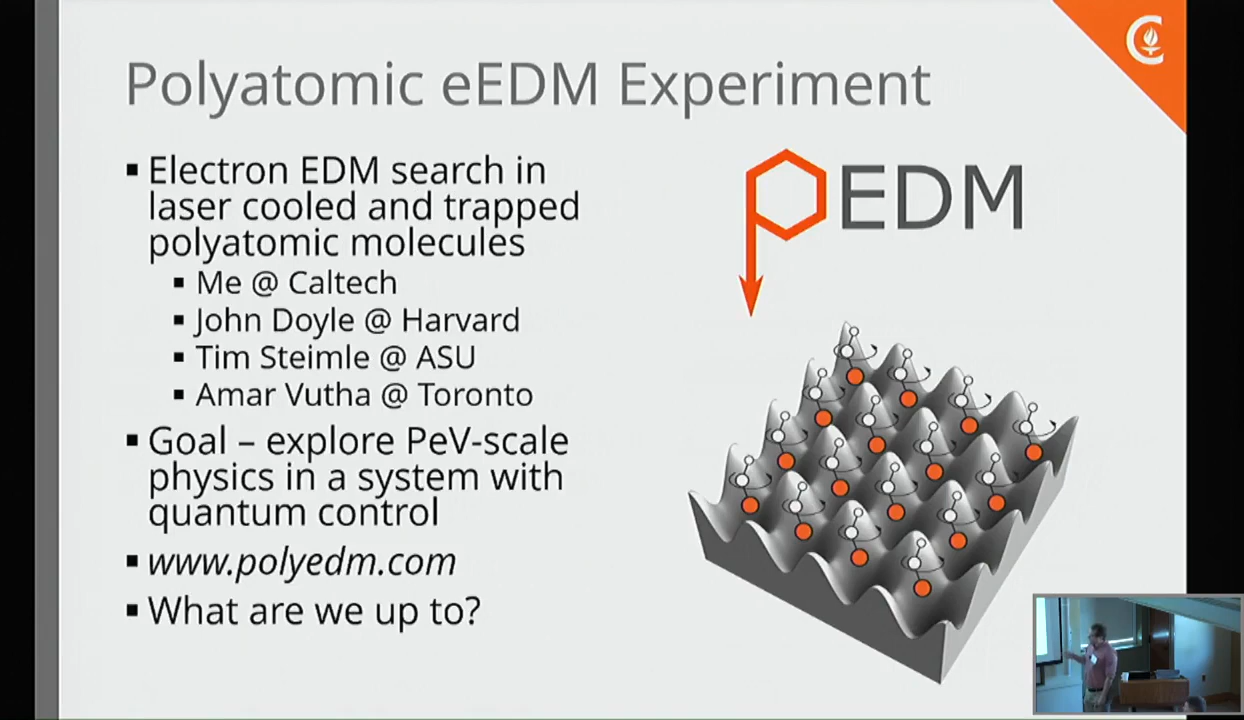 Polyatomic eEDM Experiment
▪ Electron EDM search in
laser cooled and trapped
polyatomic molecules
▪ Me @ Caltech
▪ John Doyle @ Harvard
▪ Tim Steimle @ ASU
▪ Amar Vutha @ Toronto
▪ Goal – explore PeV-scale
physics in a system with
quantum control
▪ www.polyedm.com
▪ What are we up to?
pEDM